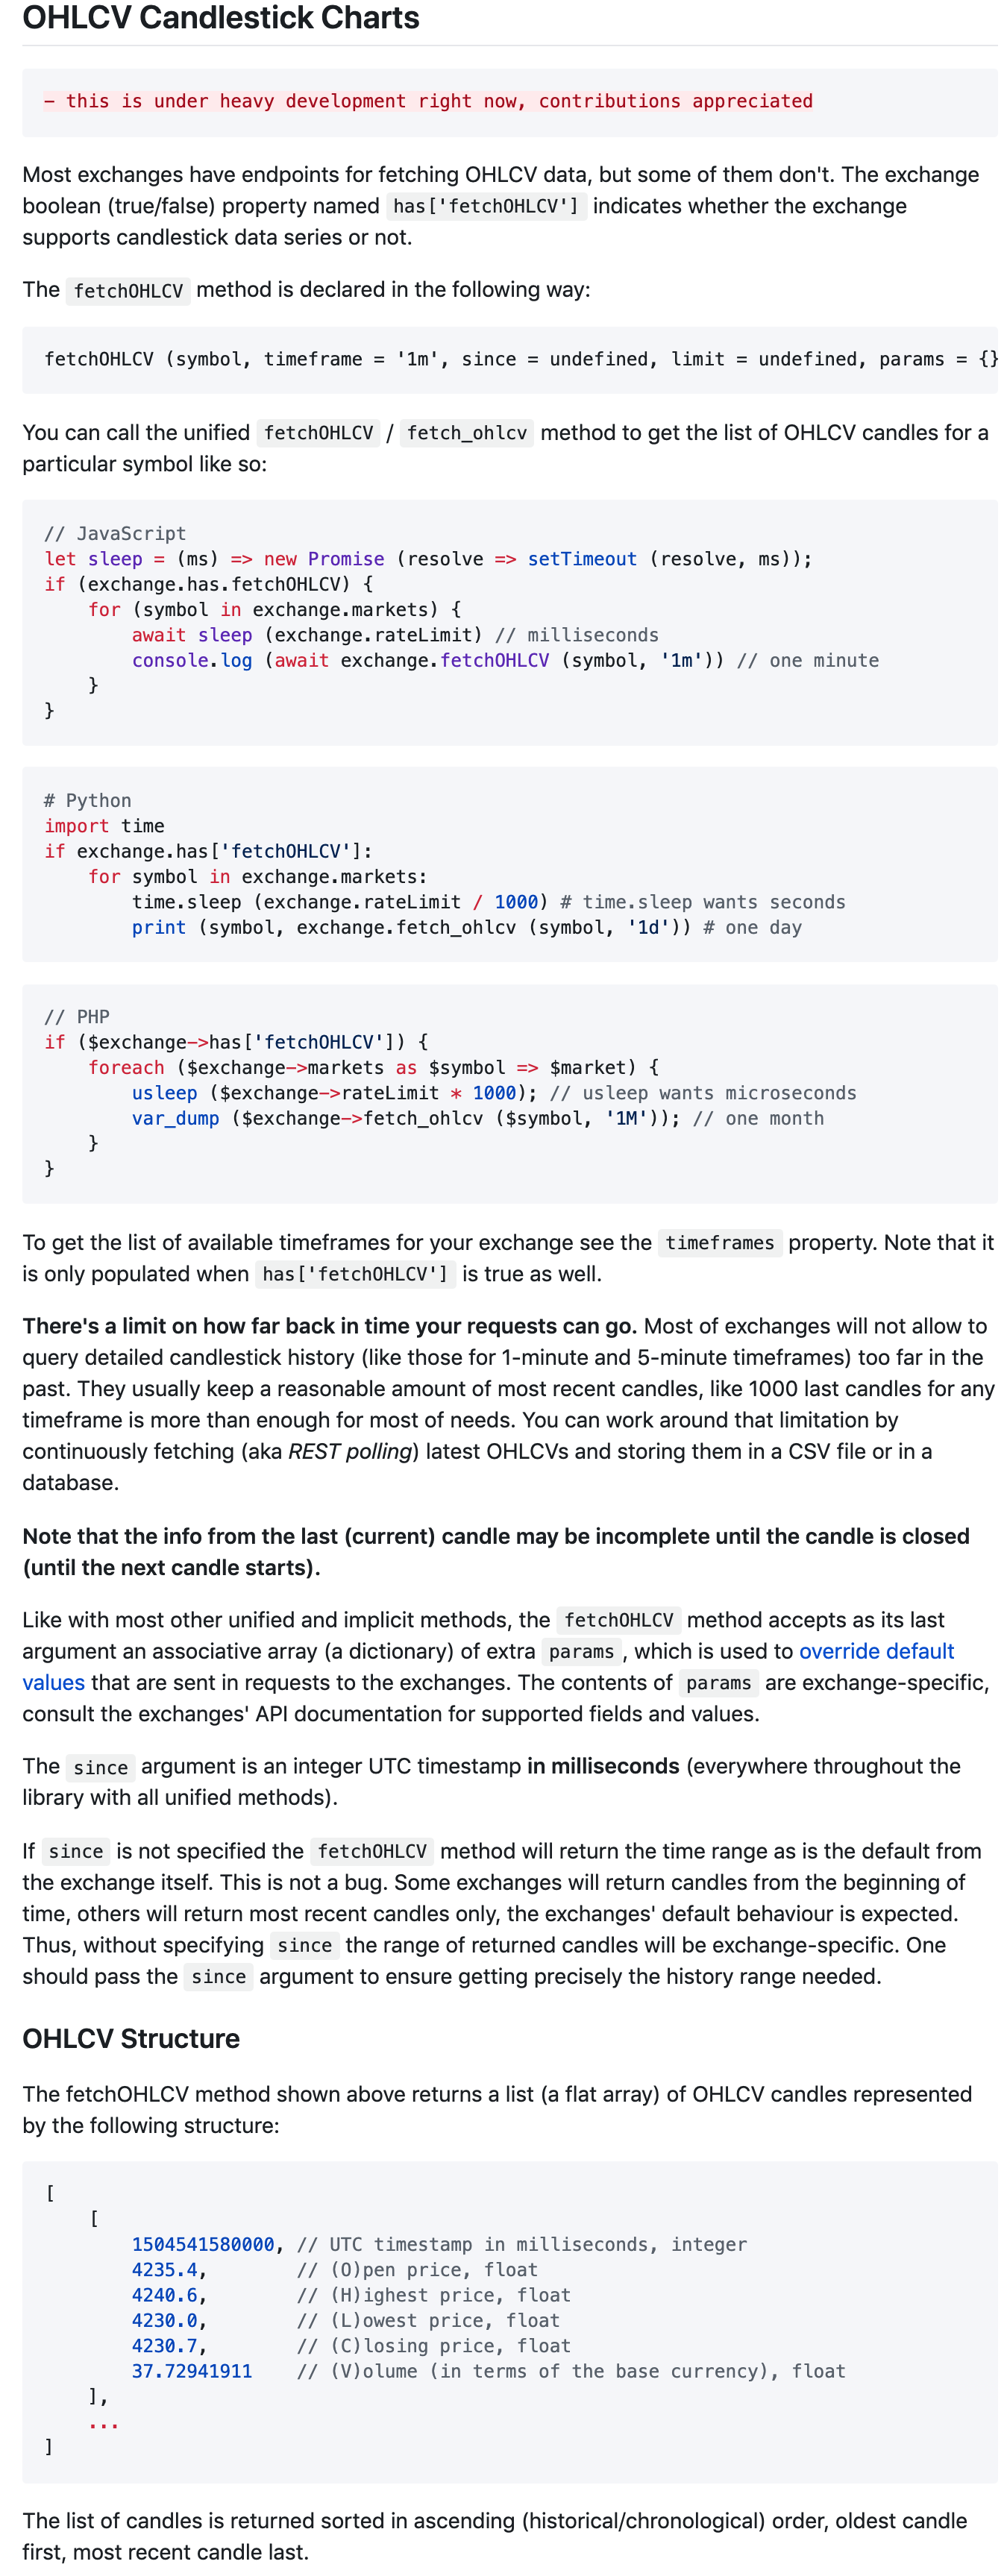 OHLCV Candlestick Charts
- this is under heavy development right now, contributions appreciated
Most exchanges have endpoints for fetching OHLCV data, but some of them don't. The exchange
boolean (true/false) property named has['fetchOHLCV'] indicates whether the exchange
supports candlestick data series or not.
The fetchOHLCV method is declared in the following way:
fetchOHLCV (symbol, timeframe = '1m', since = undefined, limit = undefined, params = {}
You can call the unified fetchOHLCV / fetch_ohlcv method to get the list of OHLCV candles for a
particular symbol like so:
// JavaScript
let sleep = (ms) => new Promise (resolve => setTimeout (resolve, ms));
if (exchange.has.fetchOHLCV) {
    for (symbol in exchange.markets) {
        await sleep (exchange.rateLimit) // milliseconds
        console.log (await exchange.fetchOHLCV (symbol, '1m')) // one minute
    }
}
# Python
import time
if exchange.has['fetchOHLCV']:
    for symbol in exchange.markets:
        time.sleep (exchange.rateLimit / 1000) # time.sleep wants seconds
        print (symbol, exchange.fetch_ohlcv (symbol, '1d')) # one day
// PHP
if ($exchange->has['fetchOHLCV']) {
    foreach ($exchange->markets as $symbol => $market) {
        usleep ($exchange->rateLimit * 1000); // usleep wants microseconds
        var_dump ($exchange->fetch_ohlcv ($symbol, '1M')); // one month
    }
}
To get the list of available timeframes for your exchange see the timeframes property. Note that it
is only populated when has['fetchOHLCV'] is true as well.
There's a limit on how far back in time your requests can go. Most of exchanges will not allow to
query detailed candlestick history (like those for 1-minute and 5-minute timeframes) too far in the
past. They usually keep a reasonable amount of most recent candles, like 1000 last candles for any
timeframe is more than enough for most of needs. You can work around that limitation by
continuously fetching (aka REST polling) latest OHLCVs and storing them in a CSV file or in a
database.
Note that the info from the last (current) candle may be incomplete until the candle is closed
(until the next candle starts).
Like with most other unified and implicit methods, the fetchOHLCV method accepts as its last
argument an associative array (a dictionary) of extra params, which is used to override default
values that are sent in requests to the exchanges. The contents of params are exchange-specific,
consult the exchanges' API documentation for supported fields and values.
The since argument is an integer UTC timestamp in milliseconds (everywhere throughout the
library with all unified methods).
If since is not specified the fetchOHLCV method will return the time range as is the default from
the exchange itself. This is not a bug. Some exchanges will return candles from the beginning of
time, others will return most recent candles only, the exchanges' default behaviour is expected.
Thus, without specifying since the range of returned candles will be exchange-specific. One
should pass the since argument to ensure getting precisely the history range needed.
OHLCV Structure
The fetchOHLCV method shown above returns a list (a flat array) of OHLCV candles represented
by the following structure:
[
    [
        1504541580000, // UTC timestamp in milliseconds, integer
        4235.4,        // (O)pen price, float
        4240.6,        // (H)ighest price, float
        4230.0,        // (L)owest price, float
        4230.7,        // (C)losing price, float
        37.72941911    // (V)olume (in terms of the base currency), float
    ],
    ...
]
The list of candles is returned sorted in ascending (historical/chronological) order, oldest candle
first, most recent candle last.